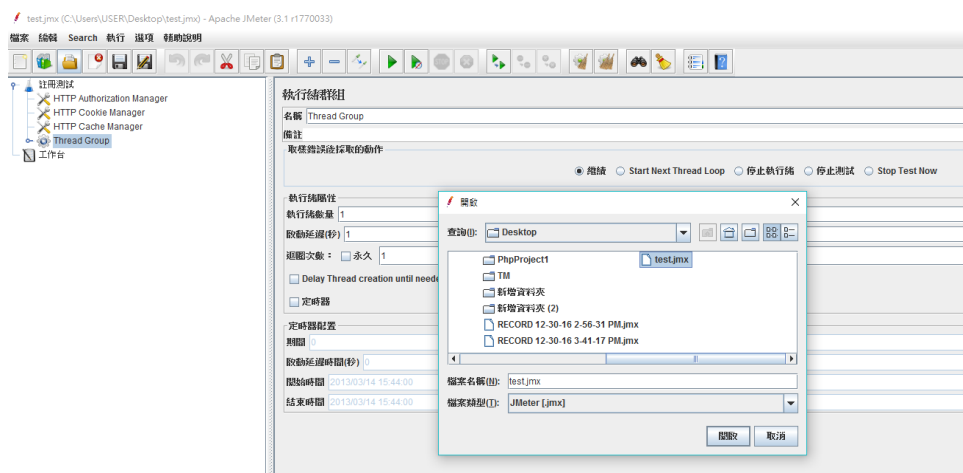 test.jmx (C:\Users\USER\Desktop\test.jmx) - Apache JMeter (3.1 r1770033)
檔案 編輯 Search 執行 選項 輔助說明
註冊測試
HTTP Authorization Manager
HTTP Cookie Manager
HTTP Cache Manager
Thread Group
工作台
執行緒群組
名稱 Thread Group
備註
取樣錯誤後採取的動作
繼續 Start Next Thread Loop 停止執行緒 停止測試 Stop Test Now
執行緒屬性
執行緒數量 1
啟動延遲(秒) 1
迴圈次數： 永久 1
Delay Thread creation until neede
定時器
定時器配置
期間 0
啟動延遲時間(秒) 0
開始時間 2013/03/14 15:44:00
結束時間 2013/03/14 15:44:00
開啟
查詢(I): Desktop
PhpProject1 test.jmx
TM
新增資料夾
新增資料夾 (2)
RECORD 12-30-16 2-56-31 PM.jmx
RECORD 12-30-16 3-41-17 PM.jmx
檔案名稱(N): test.jmx
檔案類型(T): JMeter [.jmx]
開啟 取消